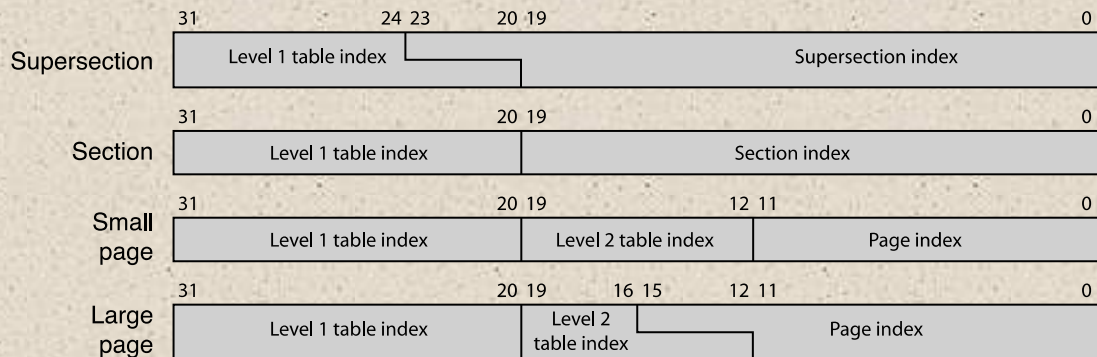 31 24 23 20 19 0
Supersection Level 1 table index Supersection index
31 20 19 0
Section Level 1 table index Section index
31 20 19 12 11 0
Small
page
Level 1 table index Level 2 table index Page index
31 20 19 16 15 12 11 0
Large
page
Level 1 table index
Level 2
table index
Page index